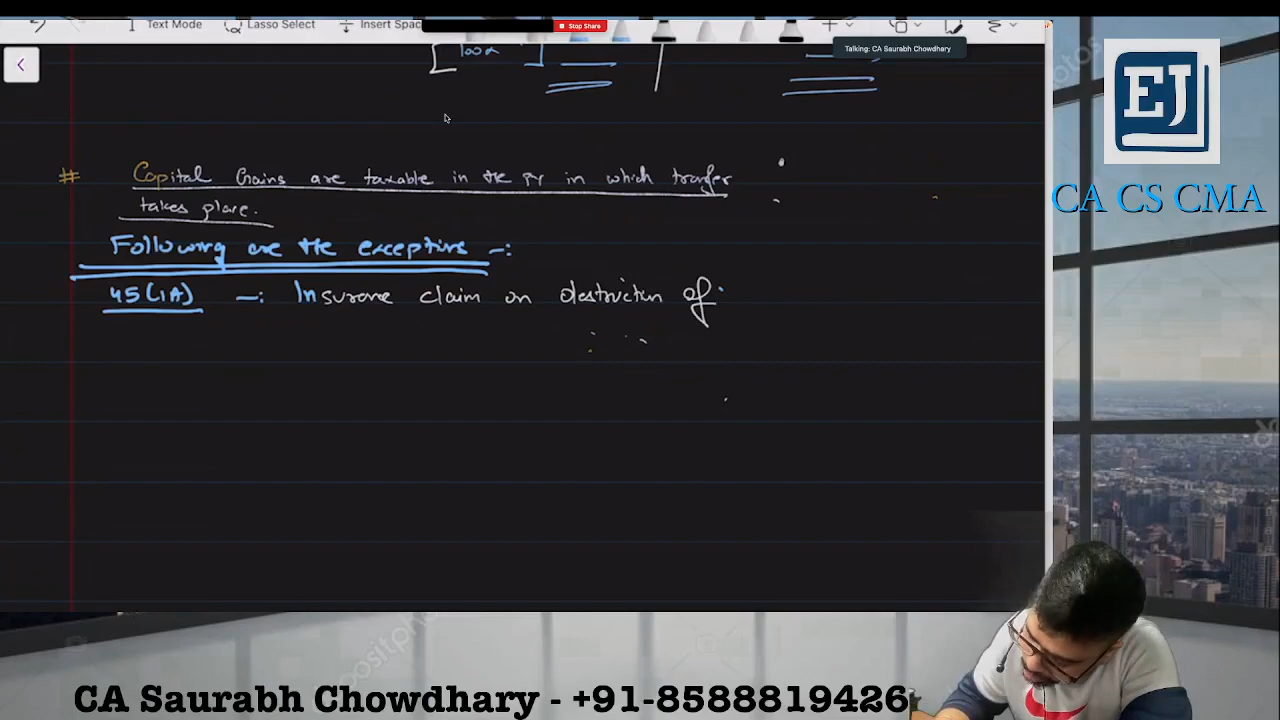 Text Mode Lasso Select Insert Spac
Stop Share
Talking: CA Saurabh Chowdhary
100%
EJ
# Capital Gains are taxable in the PY in which transfer
takes place.
CA CS CMA
Following are the exceptions -:
45(1A) -: Insurance claim on destruction of
CA Saurabh Chowdhary - +91-8588819426